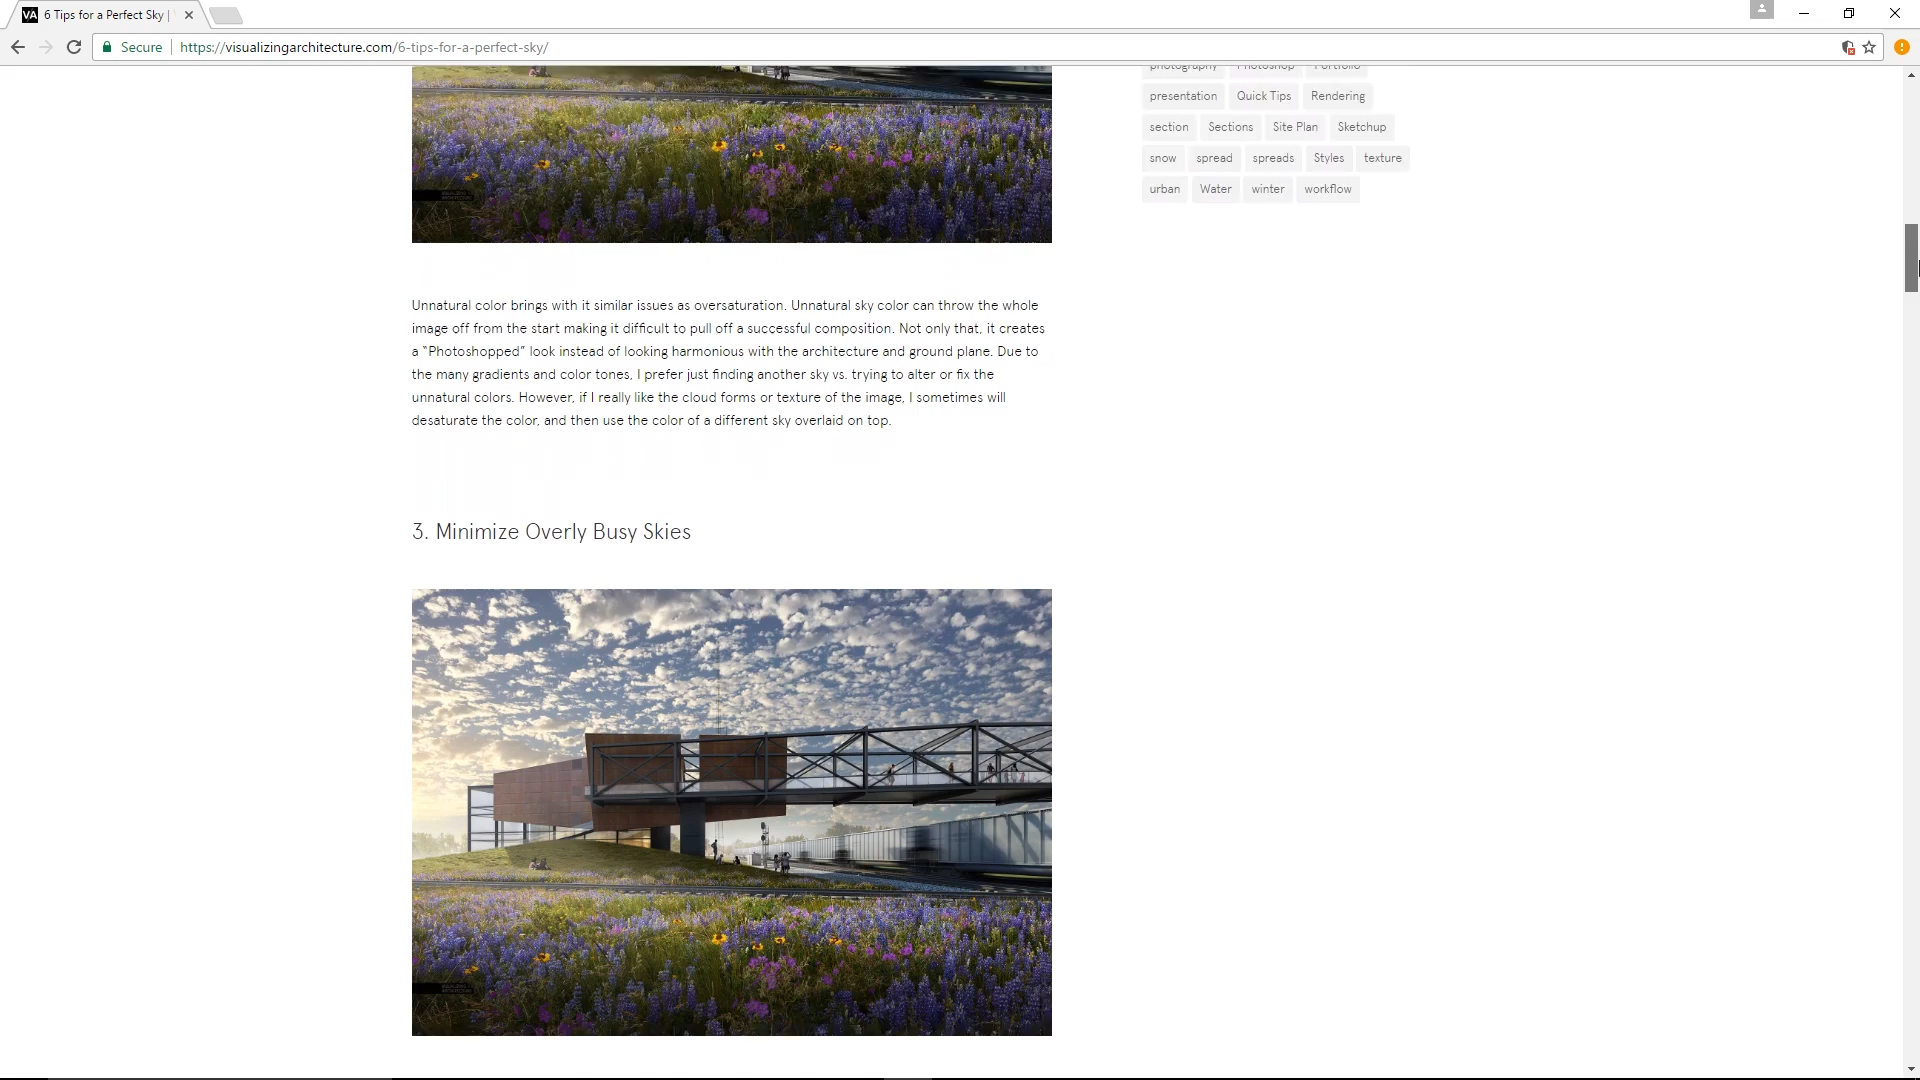 VA 6 Tips for a Perfect Sky |
Secure https://visualizingarchitecture.com/6-tips-for-a-perfect-sky/
photography Photoshop Portfolio
presentation Quick Tips Rendering
section Sections Site Plan Sketchup
snow spread spreads Styles texture
urban Water winter workflow
Unnatural color brings with it similar issues as oversaturation. Unnatural sky color can throw the whole
image off from the start making it difficult to pull off a successful composition. Not only that, it creates
a “Photoshopped” look instead of looking harmonious with the architecture and ground plane. Due to
the many gradients and color tones, I prefer just finding another sky vs. trying to alter or fix the
unnatural colors. However, if I really like the cloud forms or texture of the image, I sometimes will
desaturate the color, and then use the color of a different sky overlaid on top.
3. Minimize Overly Busy Skies